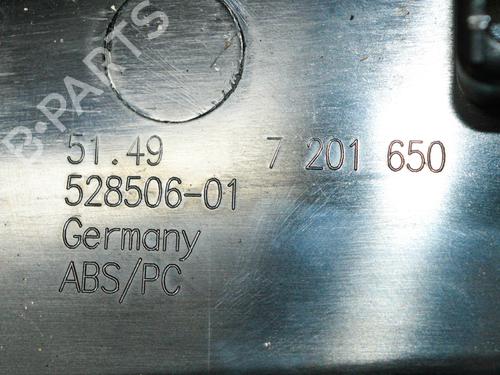 B-PARTS
51.49 7 201 650
528506-01
Germany
ABS/PC